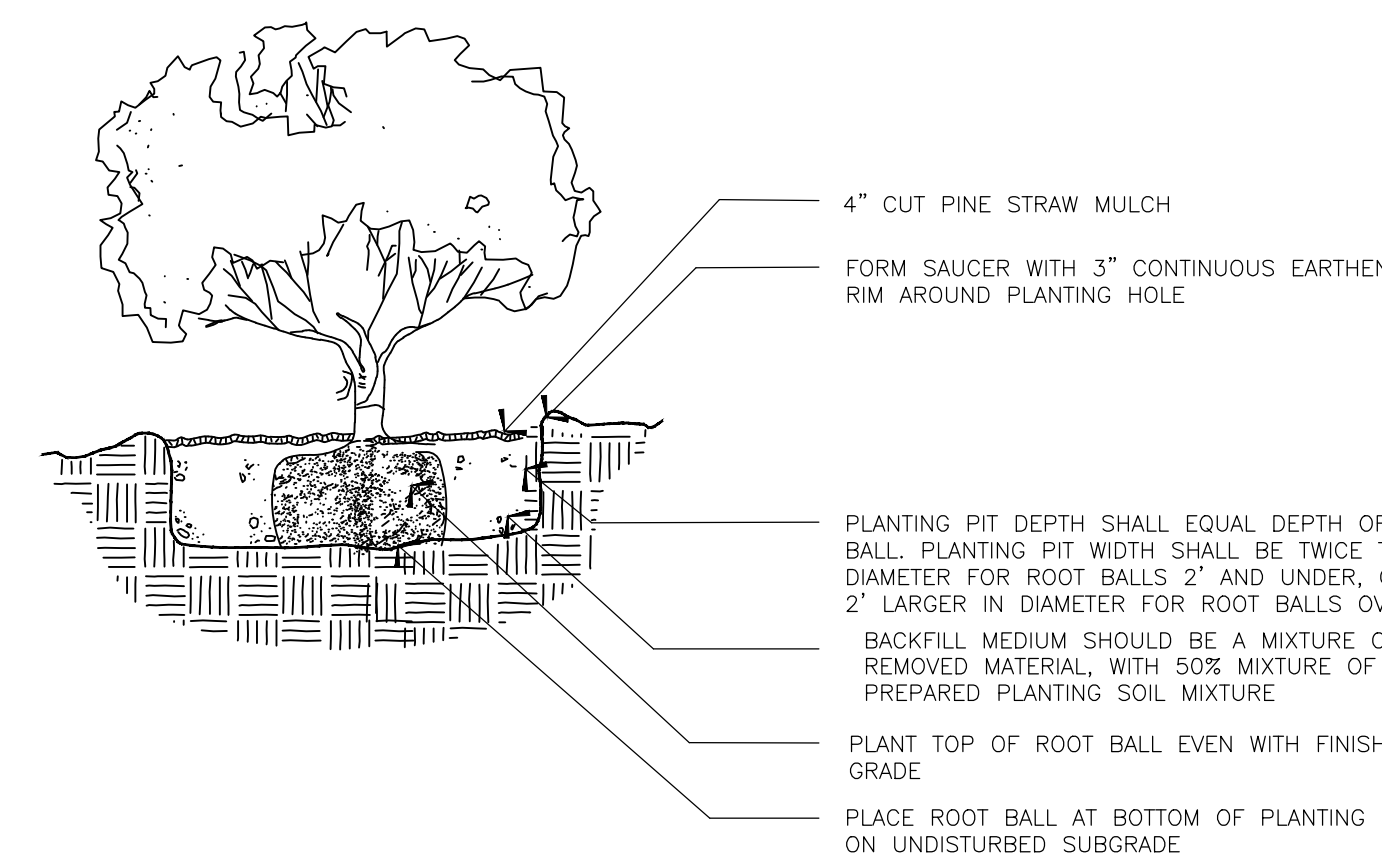 4” CUT PINE STRAW MULCH
FORM SAUCER WITH 3” CONTINUOUS EARTHEN
RIM AROUND PLANTING HOLE
PLANTING PIT DEPTH SHALL EQUAL DEPTH OF
BALL. PLANTING PIT WIDTH SHALL BE TWICE
DIAMETER FOR ROOT BALLS 2’ AND UNDER,
2’ LARGER IN DIAMETER FOR ROOT BALLS
BACKFILL MEDIUM SHOULD BE A MIXTURE
REMOVED MATERIAL, WITH 50% MIXTURE OF
PREPARED PLANTING SOIL MIXTURE
PLANT TOP OF ROOT BALL EVEN WITH FINISH
GRADE
PLACE ROOT BALL AT BOTTOM OF PLANTING
ON UNDISTURBED SUBGRADE